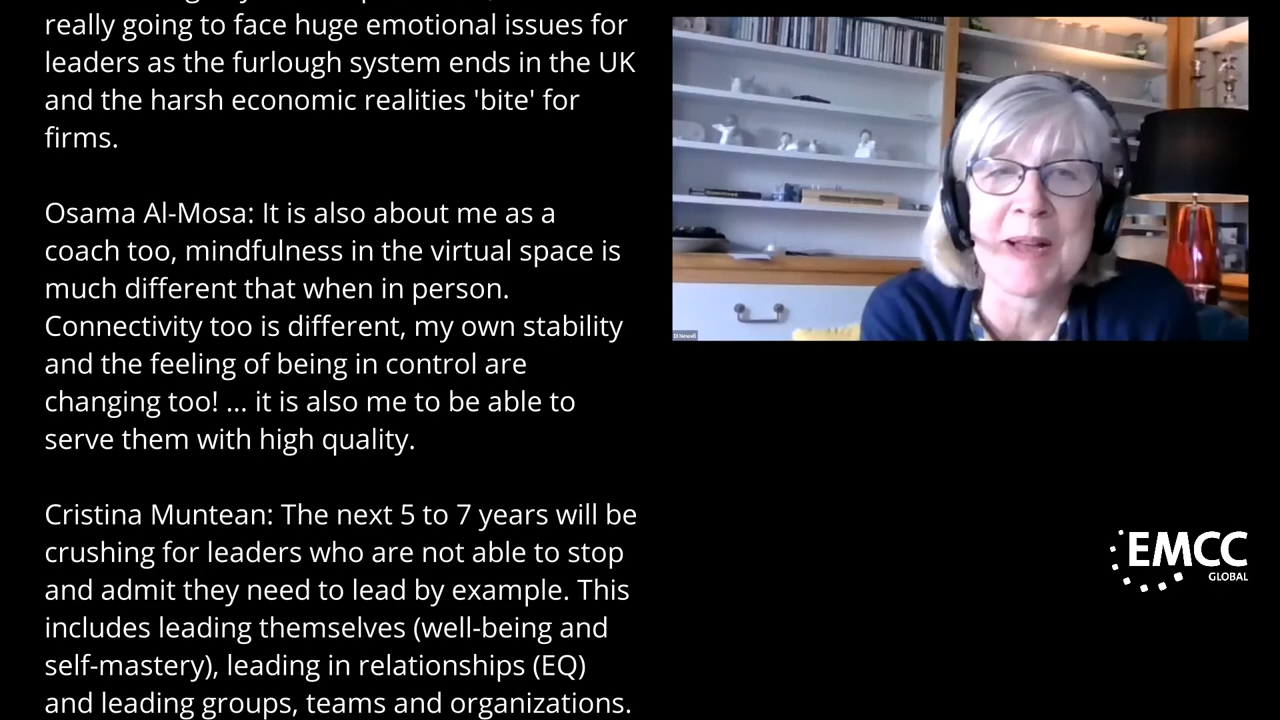 really going to face huge emotional issues for
leaders as the furlough system ends in the UK
and the harsh economic realities 'bite' for
firms.
Osama Al-Mosa: It is also about me as a
coach too, mindfulness in the virtual space is
much different that when in person.
Connectivity too is different, my own stability
and the feeling of being in control are
changing too! ... it is also me to be able to
serve them with high quality.
Cristina Muntean: The next 5 to 7 years will be
crushing for leaders who are not able to stop
and admit they need to lead by example. This
includes leading themselves (well-being and
self-mastery), leading in relationships (EQ)
and leading groups, teams and organizations.
Di Newell
EMCC
GLOBAL